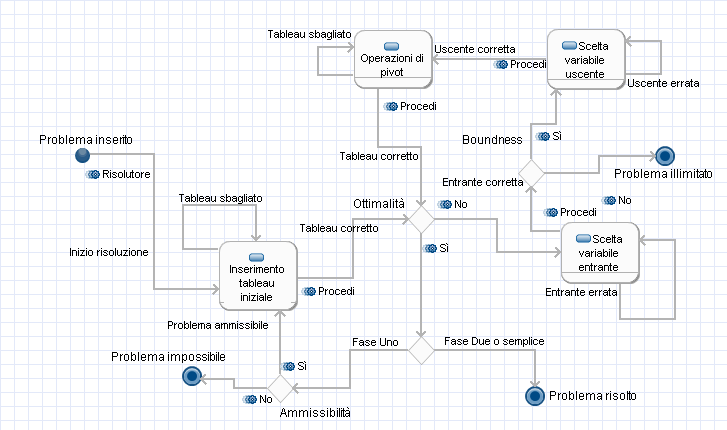 Tableau sbagliato
Operazioni di
pivot
Uscente corretta
Procedi
Scelta
variabile
uscente
Uscente errata
Procedi
Boundness
Sì
Problema inserito
Tableau corretto
Risolutore
Problema illimitato
Entrante corretta
Tableau sbagliato
Ottimalità
No
No
Procedi
Tableau corretto
Sì
Scelta
variabile
entrante
Inizio risoluzione
Inserimento
tableau
iniziale
Procedi
Entrante errata
Problema ammissibile
Fase Uno
Fase Due o semplice
Problema impossibile
Sì
No
Problema risolto
Ammissibilità